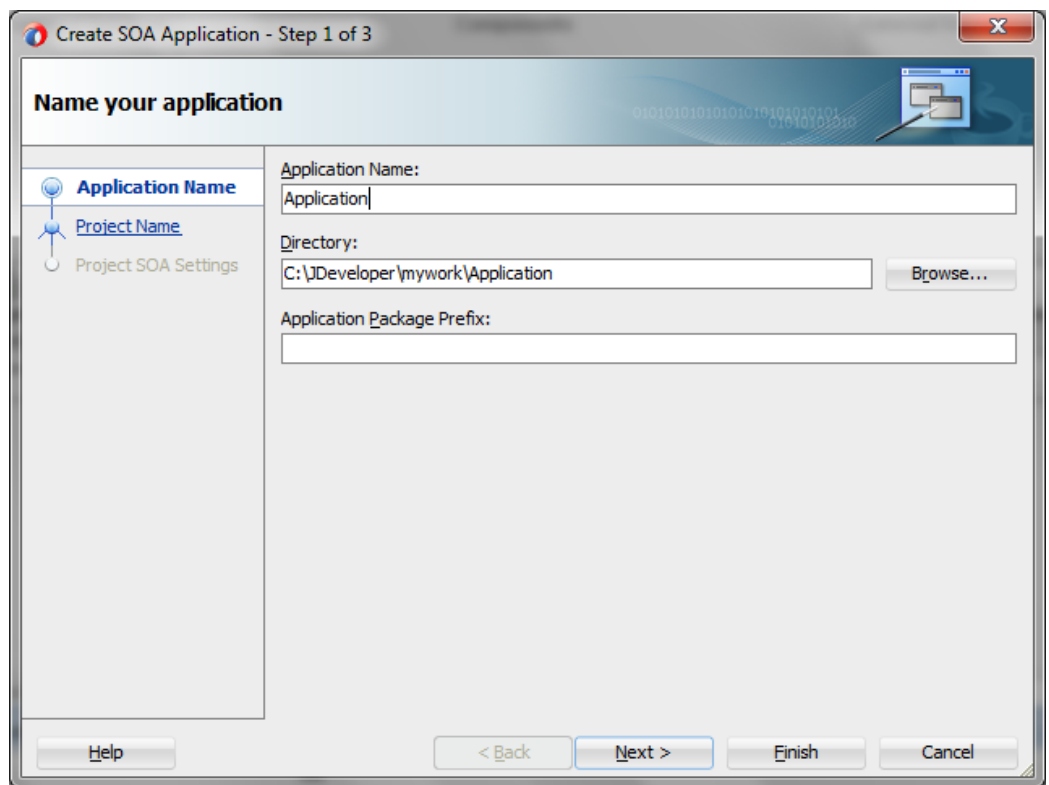 Create SOA Application - Step 1 of 3
Name your application
Application Name
Project Name
Project SOA Settings
Application Name:
Application
Directory:
C:\JDeveloper\mywork\Application
Browse...
Application Package Prefix:
Help
< Back
Next >
Finish
Cancel